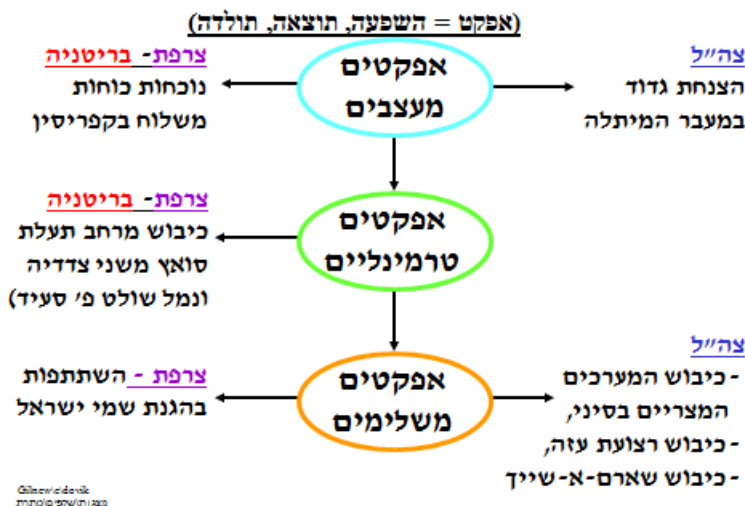 (אפקט = השפעה, תוצאה, תולדה)
צה״ל
הצנחת גדוד
במעבר המיתלה
אפקטים
מעצבים
צרפת- בריטניה
נוכחות כוחות
משלוח בקפריסין
אפקטים
טרמינליים
צרפת- בריטניה
כיבוש מרחב תעלת
סואץ משני צדדיה
ונמל שולט פ׳ סעיד)
צה״ל
-כיבוש המערכים
המצריים בסיני,
-כיבוש רצועת עזה,
-כיבוש שארם-א-שייך
אפקטים
משלימים
צרפת - השתתפות
בהגנת שמי ישראל